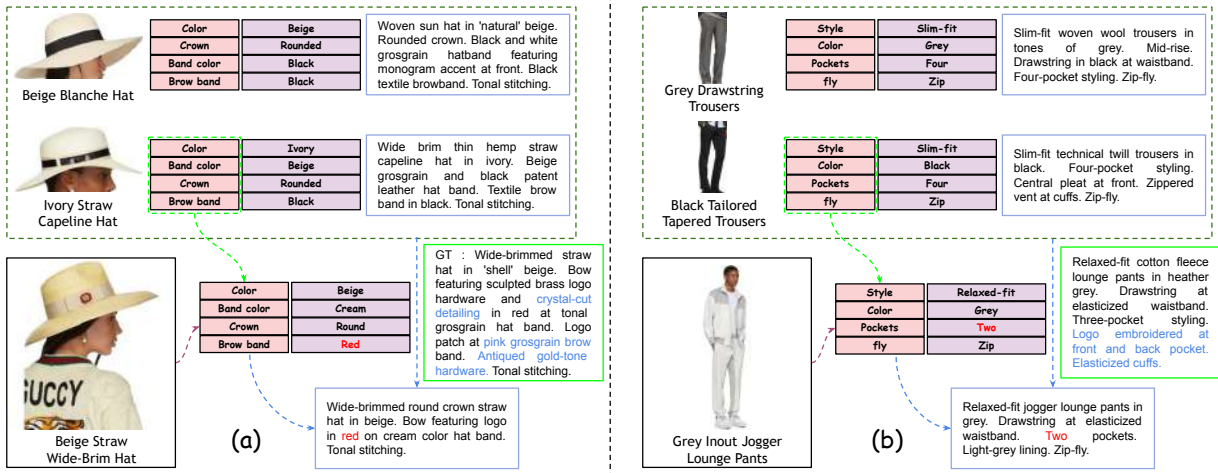 Beige Blanche Hat
Color Beige
Crown Rounded
Band color Black
Brow band Black
Woven sun hat in 'natural' beige.
Rounded crown. Black and white
grosgrain hatband featuring
monogram accent at front. Black
textile browband. Tonal stitching.
Ivory Straw
Capeline Hat
Color Ivory
Band color Beige
Crown Rounded
Brow band Black
Wide brim thin hemp straw
capeline hat in ivory. Beige
grosgrain and black patent
leather hat band. Textile brow
band in black. Tonal stitching.
GUCCY
Beige Straw
Wide-Brim Hat
Color Beige
Band color Cream
Crown Round
Brow band Red
GT : Wide-brimmed straw
hat in 'shell' beige. Bow
featuring sculpted brass logo
hardware and crystal-cut
detailing in red at tonal
grosgrain hat band. Logo
patch at pink grosgrain brow
band. Antiqued gold-tone
hardware. Tonal stitching.
Wide-brimmed round crown straw
hat in beige. Bow featuring logo
in red on cream color hat band.
Tonal stitching.
(a)
Grey Drawstring
Trousers
Style Slim-fit
Color Grey
Pockets Four
fly Zip
Slim-fit woven wool trousers in
tones of grey. Mid-rise.
Drawstring in black at waistband.
Four-pocket styling. Zip-fly.
Black Tailored
Tapered Trousers
Style Slim-fit
Color Black
Pockets Four
fly Zip
Slim-fit technical twill trousers in
black. Four-pocket styling.
Central pleat at front. Zippered
vent at cuffs. Zip-fly.
Grey Inout Jogger
Lounge Pants
Style Relaxed-fit
Color Grey
Pockets Two
fly Zip
Relaxed-fit cotton fleece
lounge pants in heather
grey. Drawstring at
elasticized waistband.
Three-pocket styling.
Logo embroidered at
front and back pocket.
Elasticized cuffs.
Relaxed-fit jogger lounge pants in
grey. Drawstring at elasticized
waistband. Two pockets.
Light-grey lining. Zip-fly.
(b)